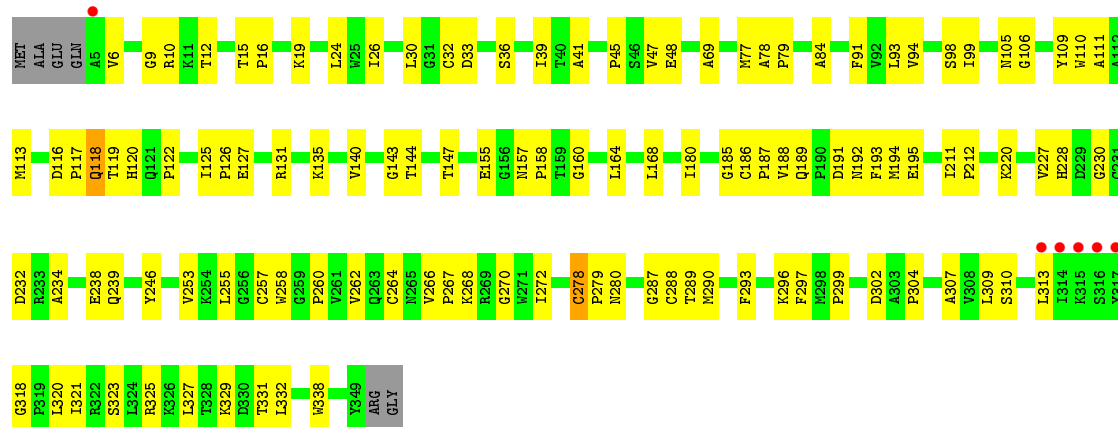 MET ALA GLU GLN A5 V6 G9 R10 K11 T12 T15 P16 K19 L24 W25 I26 L30 G31 C32 D33 S36 I39 T40 A41 P45 S46 V47 E48 A69 M77 A78 P79 A84 F91 V92 L93 V94 S98 I99 N105 G106 Y109 W110 A111 A112
M113 D116 P117 Q118 T119 H120 Q121 P122 I125 P126 E127 R131 K135 V140 G143 T144 T147 E155 G156 N157 P158 T159 G160 L164 L168 I180 G185 C186 P187 V188 Q189 P190 D191 N192 F193 M194 E195 I211 P212 K220 V227 H228 D229 G230 C231
D232 R233 A234 E238 Q239 Y246 V253 K254 L255 G256 C257 W258 G259 P260 V261 V262 Q263 C264 N265 V266 P267 K268 R269 G270 W271 I272 C278 P279 N280 G287 C288 T289 M290 F293 K296 F297 M298 P299 D302 A303 P304 A307 V308 L309 S310 L313 I314 K315 S316 Y317
G318 P319 L320 I321 R322 S323 L324 R325 K326 L327 T328 K329 D330 T331 L332 W338 Y349 ARG GLY